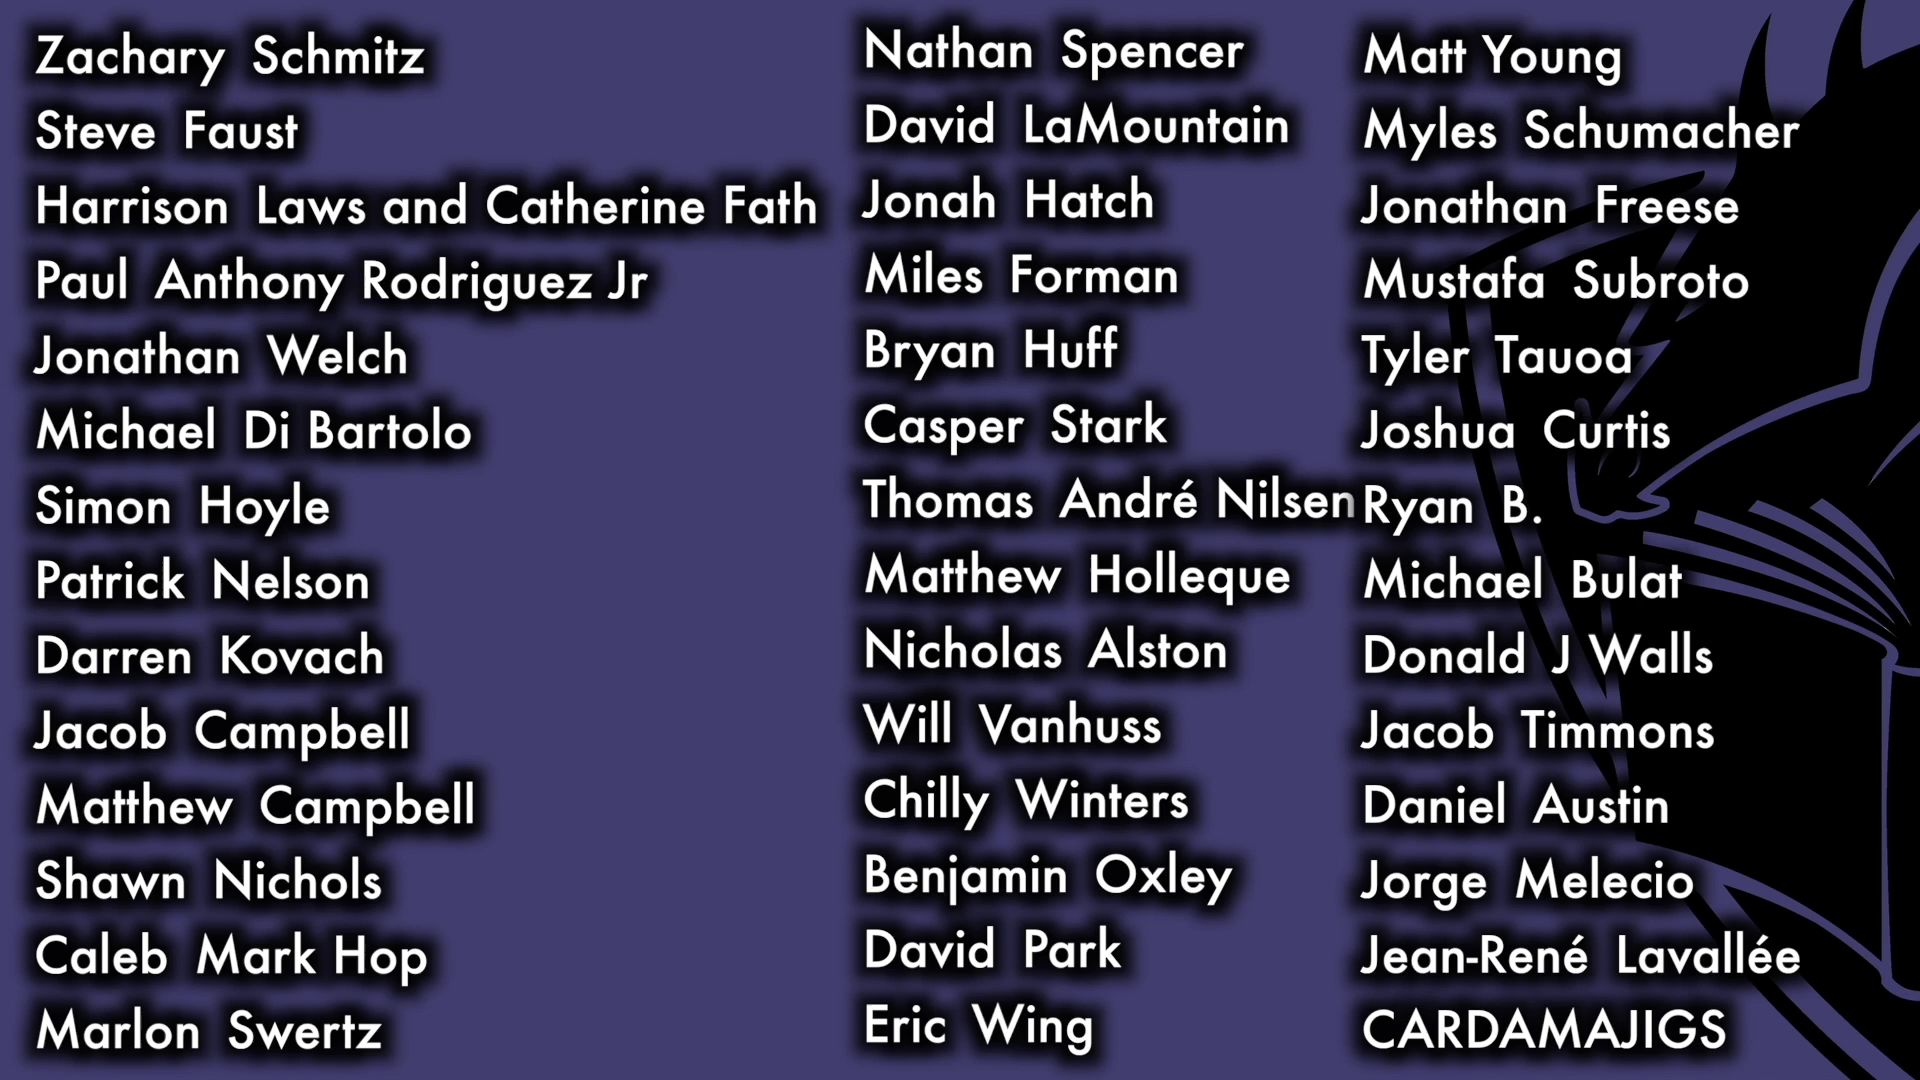 Zachary Schmitz
Steve Faust
Harrison Laws and Catherine Fath
Paul Anthony Rodriguez Jr
Jonathan Welch
Michael Di Bartolo
Simon Hoyle
Patrick Nelson
Darren Kovach
Jacob Campbell
Matthew Campbell
Shawn Nichols
Caleb Mark Hop
Marlon Swertz
Nathan Spencer
David LaMountain
Jonah Hatch
Miles Forman
Bryan Huff
Casper Stark
Thomas André Nilsen
Matthew Holleque
Nicholas Alston
Will Vanhuss
Chilly Winters
Benjamin Oxley
David Park
Eric Wing
Matt Young
Myles Schumacher
Jonathan Freese
Mustafa Subroto
Tyler Tauoa
Joshua Curtis
Ryan B.
Michael Bulat
Donald J Walls
Jacob Timmons
Daniel Austin
Jorge Melecio
Jean-René Lavallée
CARDAMAJIGS